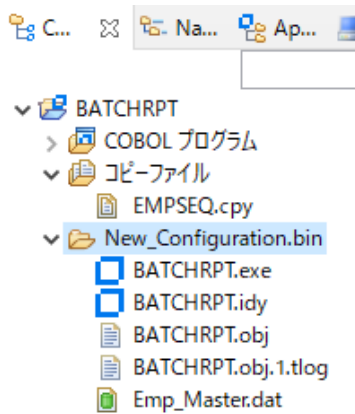 C... Na... Ap...
BATCHRPT
COBOL プログラム
コピーファイル
EMPSEQ.cpy
New_Configuration.bin
BATCHRPT.exe
BATCHRPT.idy
BATCHRPT.obj
BATCHRPT.obj.1.tlog
Emp_Master.dat